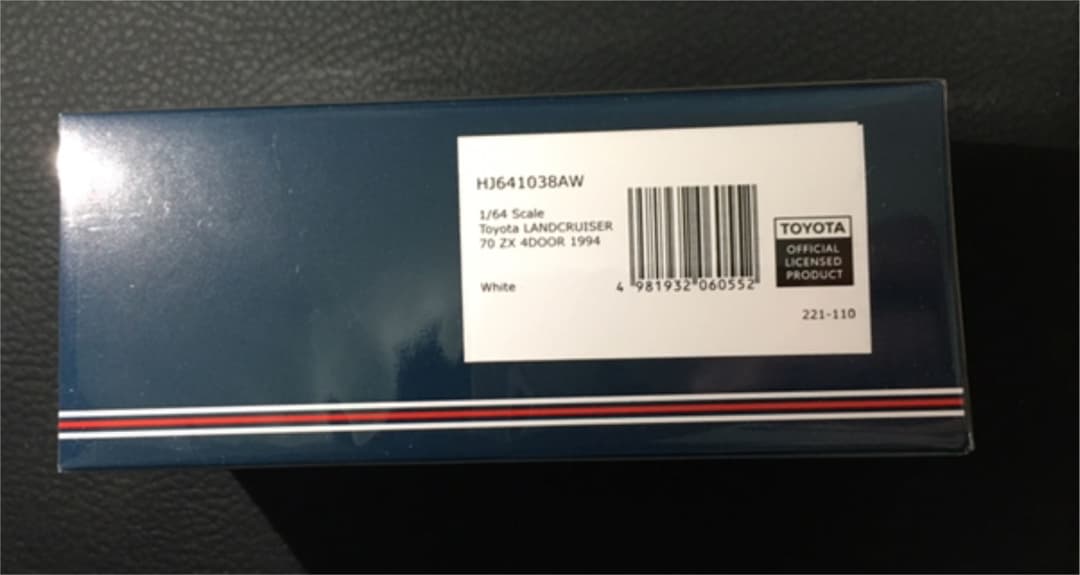 HJ641038AW
1/64 Scale
Toyota LANDCRUISER
70 ZX 4DOOR 1994
White
4 981932 060552
TOYOTA
OFFICIAL
LICENSED
PRODUCT
221-110